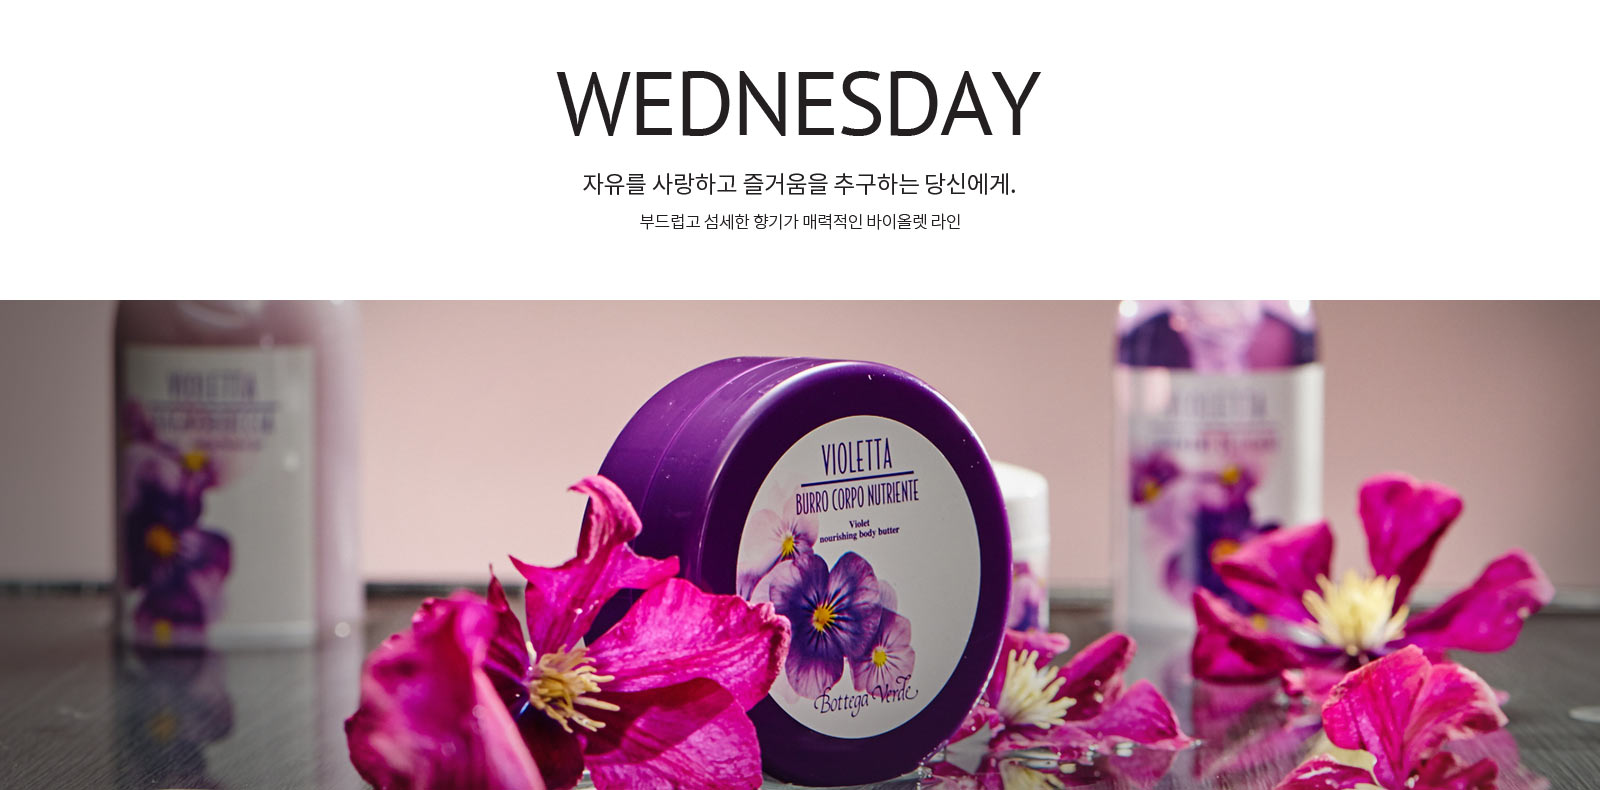 WEDNESDAY
자유를 사랑하고 즐거움을 추구하는 당신에게.
부드럽고 섬세한 향기가 매력적인 바이올렛 라인
VIOLETTA
VIOLETTA
VIOLETTA
BURRO CORPO NUTRIENTE
Violet
nourishing body butter
Bottega Verde